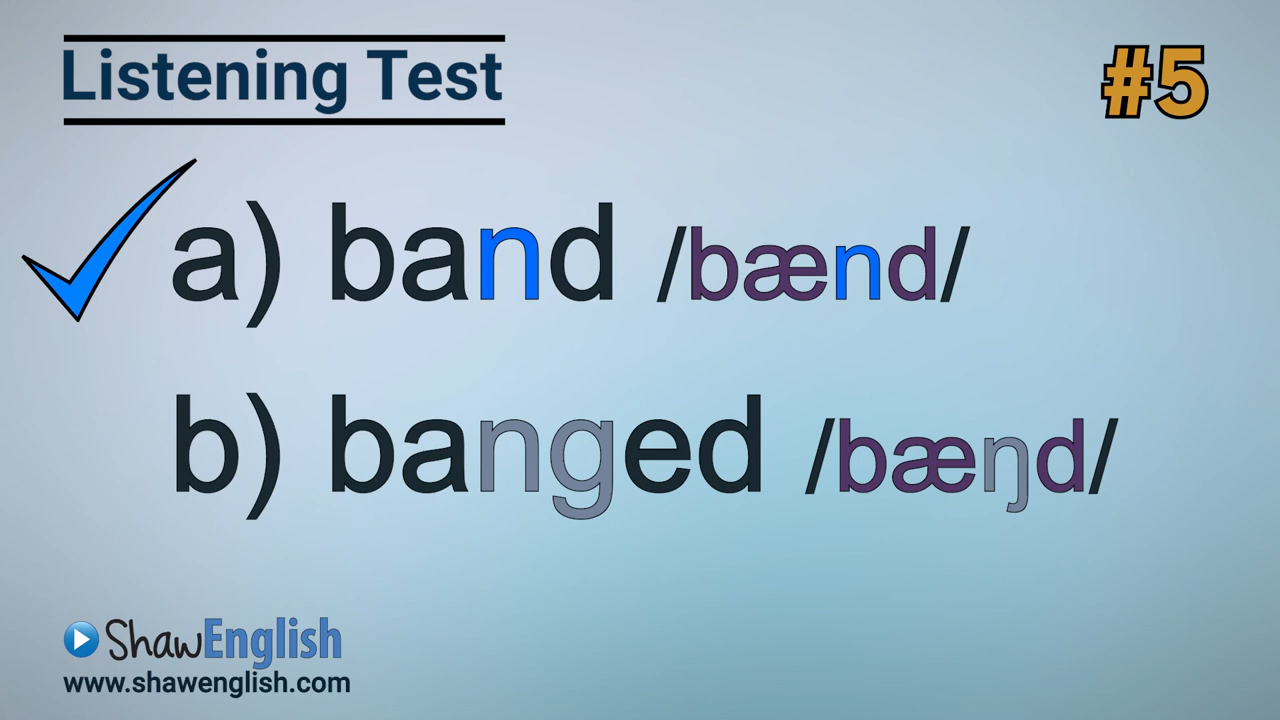 Listening Test
#5
a) band /bænd/
b) banged /bæŋd/
ShawEnglish
www.shawenglish.com